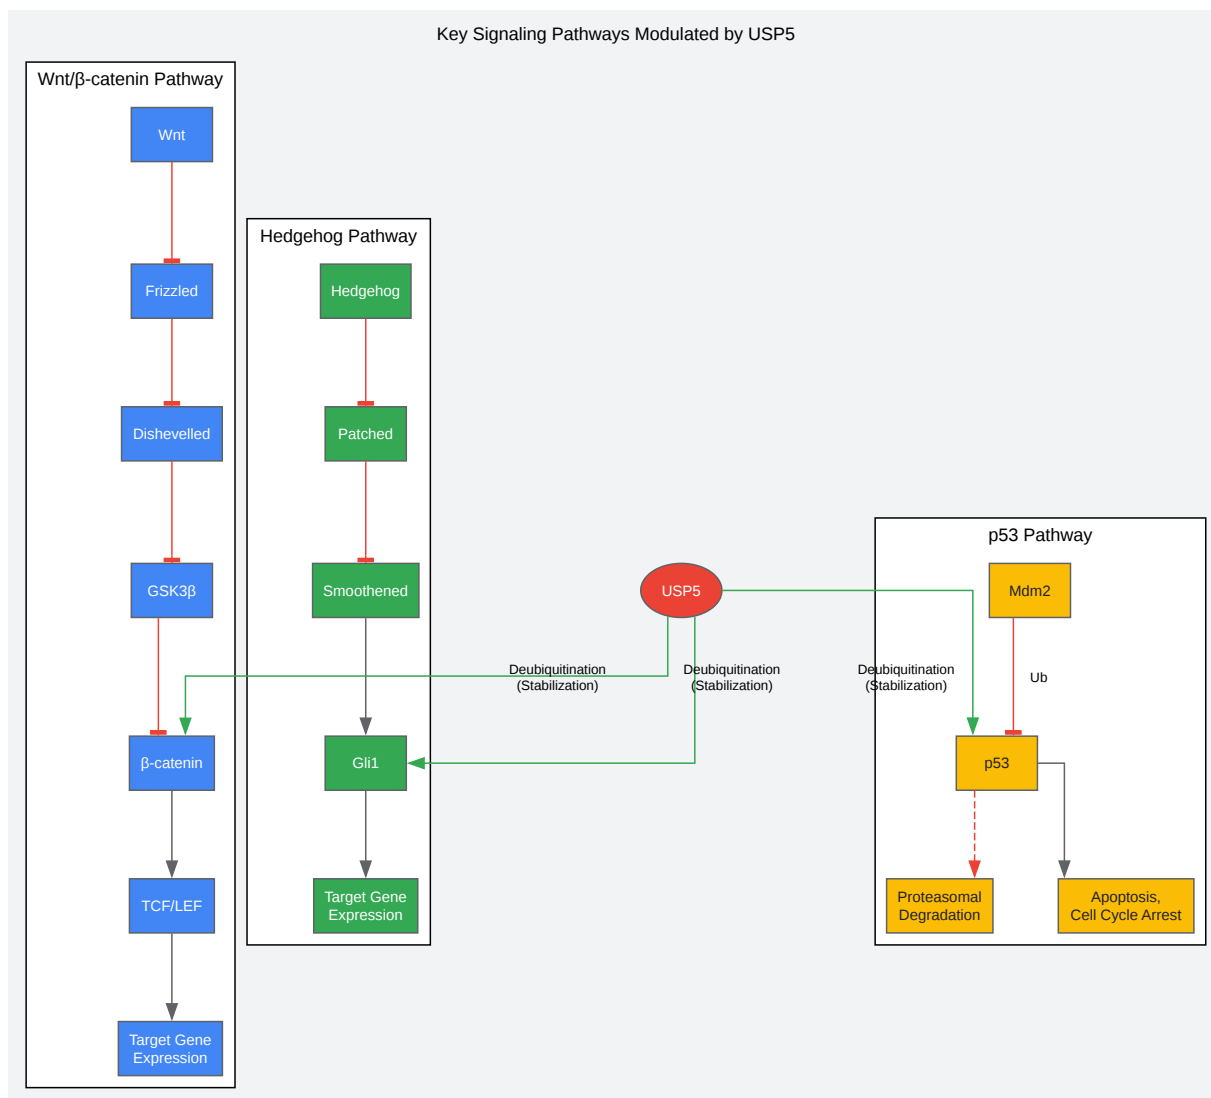 Key Signaling Pathways Modulated by USP5
Wnt/β-catenin Pathway
Wnt
Frizzled
Dishevelled
GSK3β
β-catenin
TCF/LEF
Target Gene
Expression
Hedgehog Pathway
Hedgehog
Patched
Smoothened
Gli1
Target Gene
Expression
USP5
Deubiquitination
(Stabilization)
Deubiquitination
(Stabilization)
Deubiquitination
(Stabilization)
p53 Pathway
Mdm2
Ub
p53
Proteasomal
Degradation
Apoptosis,
Cell Cycle Arrest